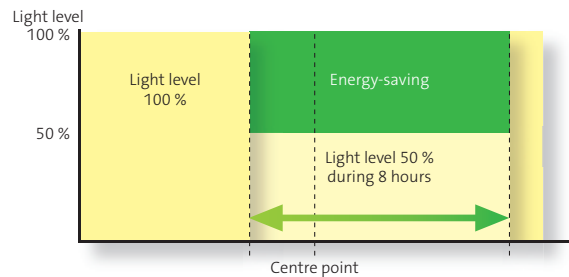 Light level
100 %
Light level
100 %
Energy-saving
50 %
Light level 50 %
during 8 hours
Centre point